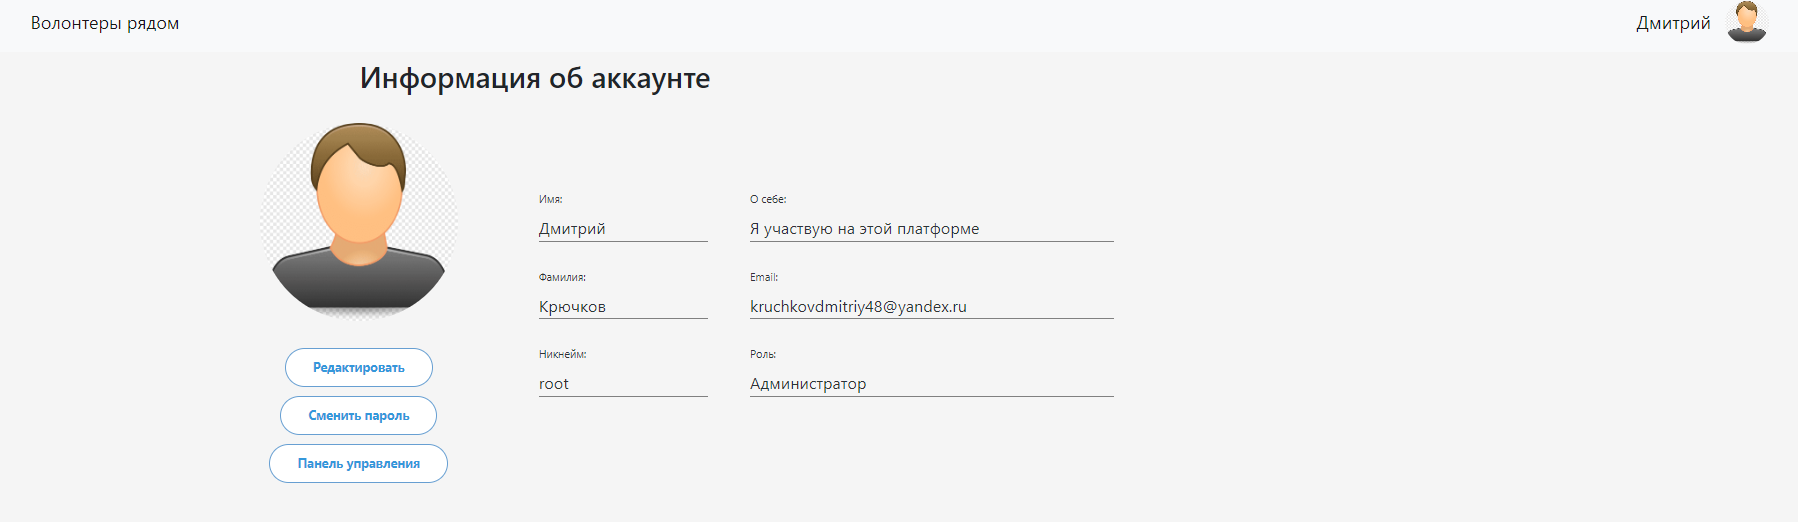 Волонтеры рядом
Дмитрий
Информация об аккаунте
Имя:
О себе:
Дмитрий
Я участвую на этой платформе
Фамилия:
Email:
Крючков
kruchkovdmitriy48@yandex.ru
Никнейм:
Роль:
root
Администратор
Редактировать
Сменить пароль
Панель управления